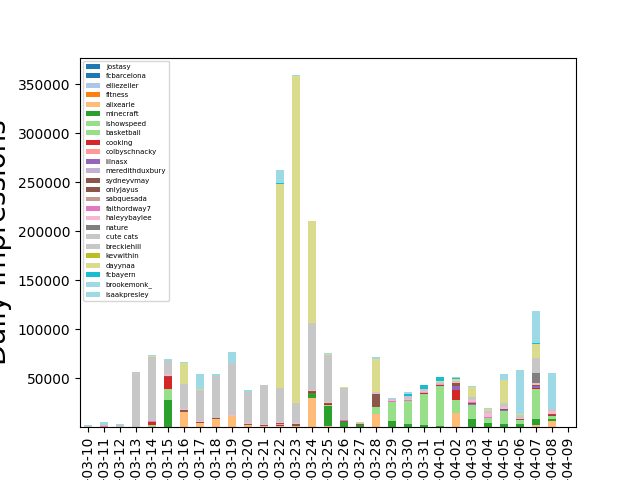 350000
300000
250000
200000
150000
100000
50000
jostasy
fcbarcelona
elliezeiler
fitness
alixearle
minecraft
ishowspeed
basketball
cooking
colbyschnacky
llinasx
meredithduxbury
sydneyvmay
onlyjayus
sabquesada
faithordway7
haleyybaylee
nature
cute cats
breckiehill
kevwithin
dayynaa
fcbayern
brookemonk_
isaakpresley
03-10
03-11
03-12
03-13
03-14
03-15
03-16
03-17
03-18
03-19
03-20
03-21
03-22
03-23
03-24
03-25
03-26
03-27
03-28
03-29
03-30
03-31
04-01
04-02
04-03
04-04
04-05
04-06
04-07
04-08
04-09